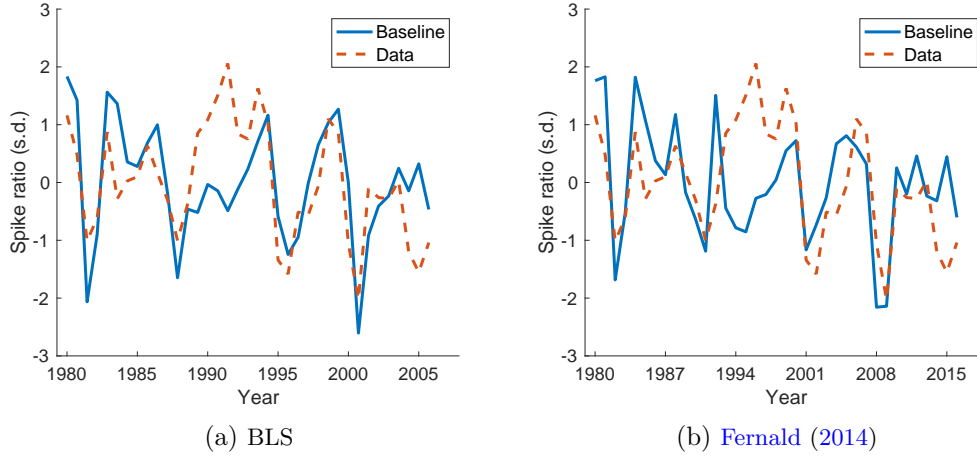 3
2
1
0
-1
-2
-3
Spike ratio (s.d.)
1980 1985 1990 1995 2000 2005
Year
Baseline
Data
(a) BLS
3
2
1
0
-1
-2
-3
Spike ratio (s.d.)
1980 1987 1994 2001 2008 2015
Year
Baseline
Data
(b) Fernald (2014)